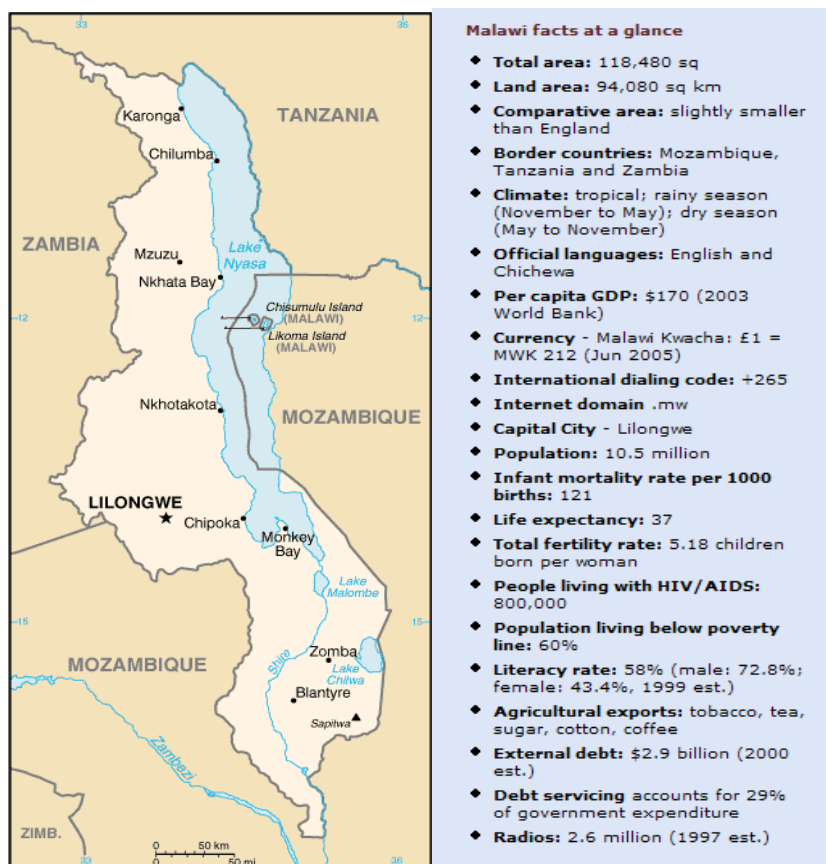 33
36
Karonga
TANZANIA
Chilumba
ZAMBIA
Mzuzu
Lake
Nyasa
Nkhata Bay
Chisumulu Island
(MALAWI)
12
12
Likoma Island
(MALAWI)
Nkhotakota
MOZAMBIQUE
LILONGWE
Chipoka
Monkey
Bay
Lake
Malombe
15
15
MOZAMBIQUE
Shire
Zomba
Lake
Chilwa
Blantyre
Sapitwa
Zambezi
ZIMB.
0 50 km
0 50 mi
33
36
Malawi facts at a glance
Total area: 118,480 sq
Land area: 94,080 sq km
Comparative area: slightly smaller
than England
Border countries: Mozambique,
Tanzania and Zambia
Climate: tropical; rainy season
(November to May); dry season
(May to November)
Official languages: English and
Chichewa
Per capita GDP: $170 (2003
World Bank)
Currency - Malawi Kwacha: £1 =
MWK 212 (Jun 2005)
International dialing code: +265
Internet domain .mw
Capital City - Lilongwe
Population: 10.5 million
Infant mortality rate per 1000
births: 121
Life expectancy: 37
Total fertility rate: 5.18 children
born per woman
People living with HIV/AIDS:
800,000
Population living below poverty
line: 60%
Literacy rate: 58% (male: 72.8%;
female: 43.4%, 1999 est.)
Agricultural exports: tobacco, tea,
sugar, cotton, coffee
External debt: $2.9 billion (2000
est.)
Debt servicing accounts for 29%
of government expenditure
Radios: 2.6 million (1997 est.)